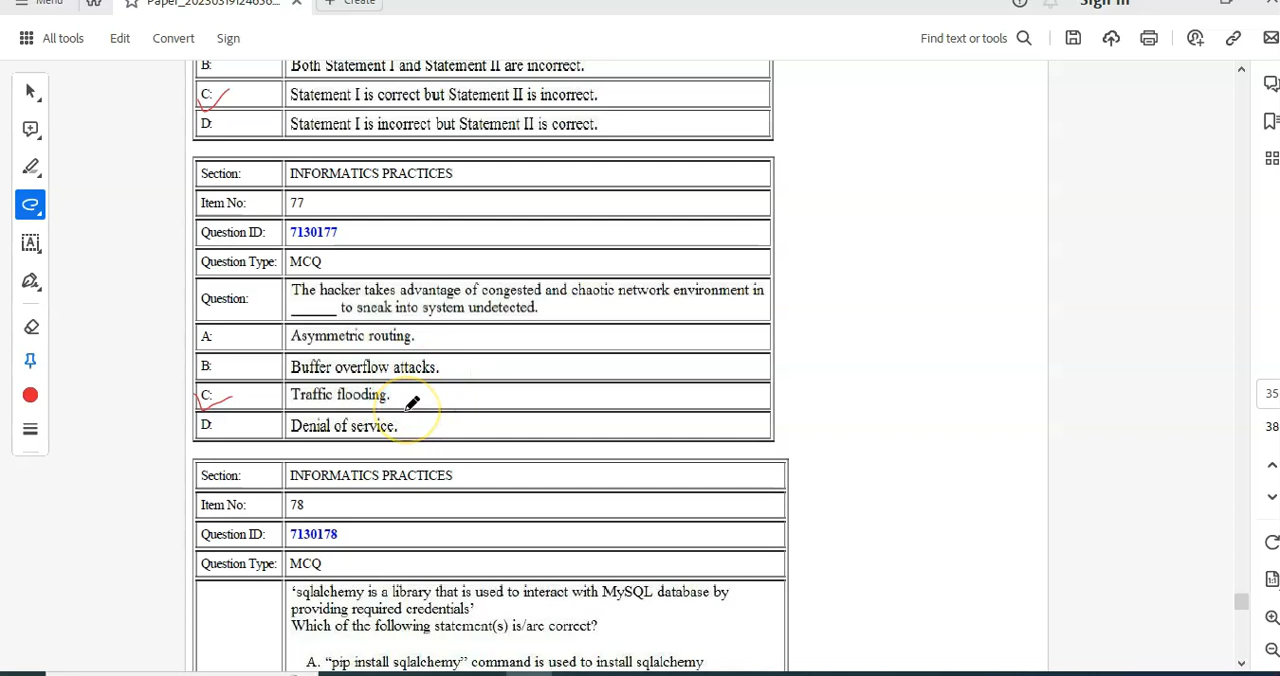 Menu
Paper_20230319124636...
Create
Sign in
All tools
Edit
Convert
Sign
Find text or tools
B: Both Statement I and Statement II are incorrect.
C: Statement I is correct but Statement II is incorrect.
D: Statement I is incorrect but Statement II is correct.
Section: INFORMATICS PRACTICES
Item No: 77
Question ID: 7130177
Question Type: MCQ
Question: The hacker takes advantage of congested and chaotic network environment in
______ to sneak into system undetected.
A: Asymmetric routing.
B: Buffer overflow attacks.
C: Traffic flooding.
D: Denial of service.
Section: INFORMATICS PRACTICES
Item No: 78
Question ID: 7130178
Question Type: MCQ
‘sqlalchemy is a library that is used to interact with MySQL database by
providing required credentials’
Which of the following statement(s) is/are correct?
A. “pip install sqlalchemy” command is used to install sqlalchemy
35
38
1:1